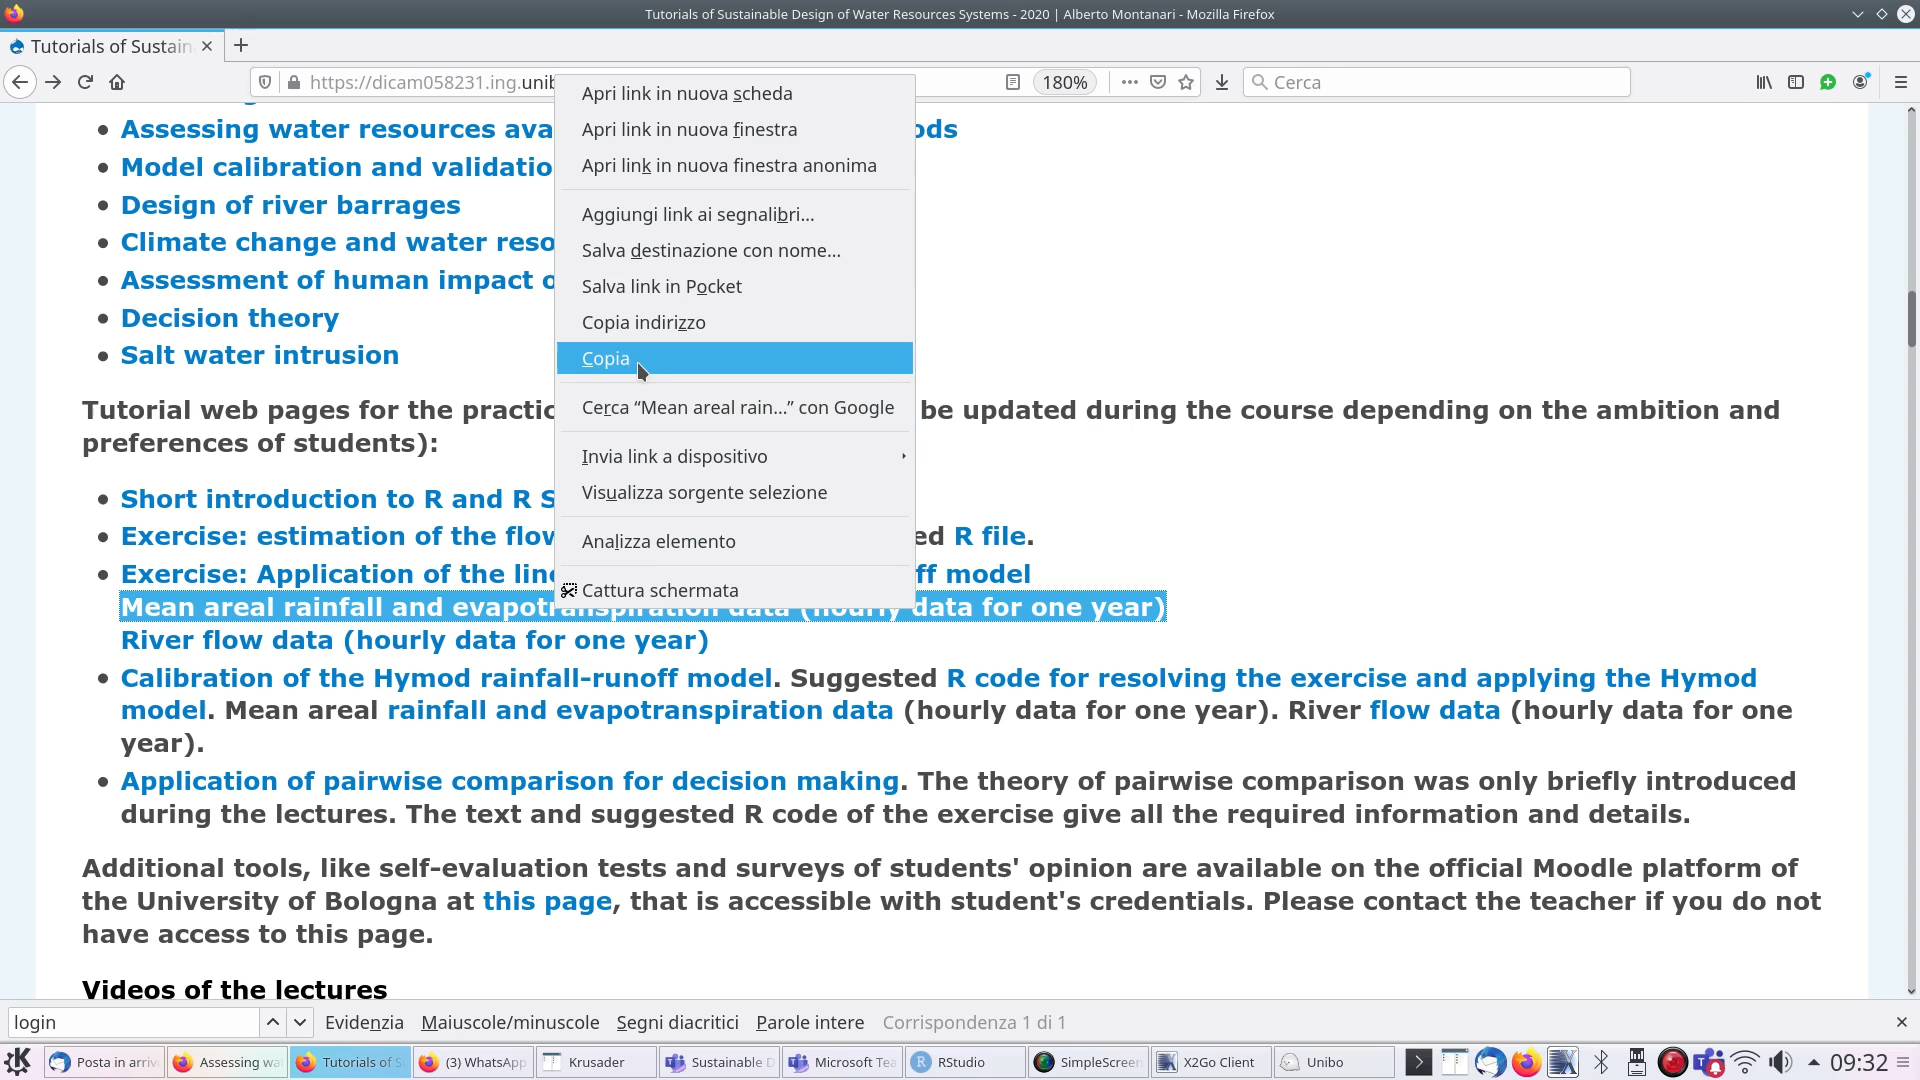 Tutorials of Sustainable Design of Water Resources Systems - 2020 | Alberto Montanari - Mozilla Firefox
Tutorials of Sustain
https://dicam058231.ing.unib
180%
Cerca
Assessing water resources ava
ods
Model calibration and validatio
Design of river barrages
Climate change and water reso
Assessment of human impact o
Decision theory
Salt water intrusion
Tutorial web pages for the practic
be updated during the course depending on the ambition and
preferences of students):
Short introduction to R and R S
Exercise: estimation of the flow
ed R file.
Exercise: Application of the line
ff model
Mean areal rainfall and evapotranspiration data (hourly data for one year)
River flow data (hourly data for one year)
Calibration of the Hymod rainfall-runoff model. Suggested R code for resolving the exercise and applying the Hymod
model. Mean areal rainfall and evapotranspiration data (hourly data for one year). River flow data (hourly data for one
year).
Application of pairwise comparison for decision making. The theory of pairwise comparison was only briefly introduced
during the lectures. The text and suggested R code of the exercise give all the required information and details.
Additional tools, like self-evaluation tests and surveys of students' opinion are available on the official Moodle platform of
the University of Bologna at this page, that is accessible with student's credentials. Please contact the teacher if you do not
have access to this page.
Videos of the lectures
Apri link in nuova scheda
Apri link in nuova finestra
Apri link in nuova finestra anonima
Aggiungi link ai segnalibri...
Salva destinazione con nome...
Salva link in Pocket
Copia indirizzo
Copia
Cerca “Mean areal rain...” con Google
Invia link a dispositivo
Visualizza sorgente selezione
Analizza elemento
Cattura schermata
login
Evidenzia
Maiuscole/minuscole
Segni diacritici
Parole intere
Corrispondenza 1 di 1
Posta in arriv
Assessing wa
Tutorials of S
(3) WhatsApp
Krusader
Sustainable D
Microsoft Tea
RStudio
SimpleScreen
X2Go Client
Unibo
09:32